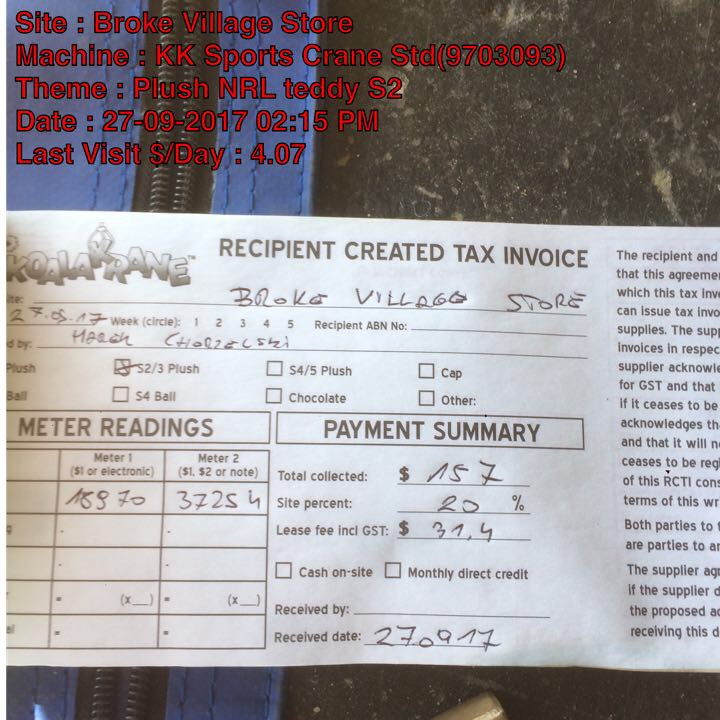 Site : Broke Village Store
Machine : KK Sports Crane Std(9703093)
Theme : Plush NRL teddy S2
Date : 27-09-2017 02:15 PM
Last Visit $/Day : 4.07
KOALA KRANE™
RECIPIENT CREATED TAX INVOICE
BROKE VILLAGE STORE
Week (circle): 1 2 3 4 5 Recipient ABN No:
d by:
Plush S2/3 Plush S4/5 Plush Cap
Ball S4 Ball Chocolate Other:
METER READINGS
Meter 1 Meter 2
($1 or electronic) ($1, $2 or note)
18970 37254
= (x__) = (x__)
= =
PAYMENT SUMMARY
Total collected: $ 157
Site percent: 20 %
Lease fee incl GST: $ 31,4
Cash on-site Monthly direct credit
Received by:
Received date: 270917
The recipient and
that this agreeme
which this tax inv
can issue tax invo
supplies. The sup
invoices in respec
supplier acknowle
for GST and that
if it ceases to be
acknowledges th
and that it will n
ceases to be regi
of this RCTI cons
terms of this wr
Both parties to t
are parties to an
The supplier agr
if the supplier d
the proposed ac
receiving this d